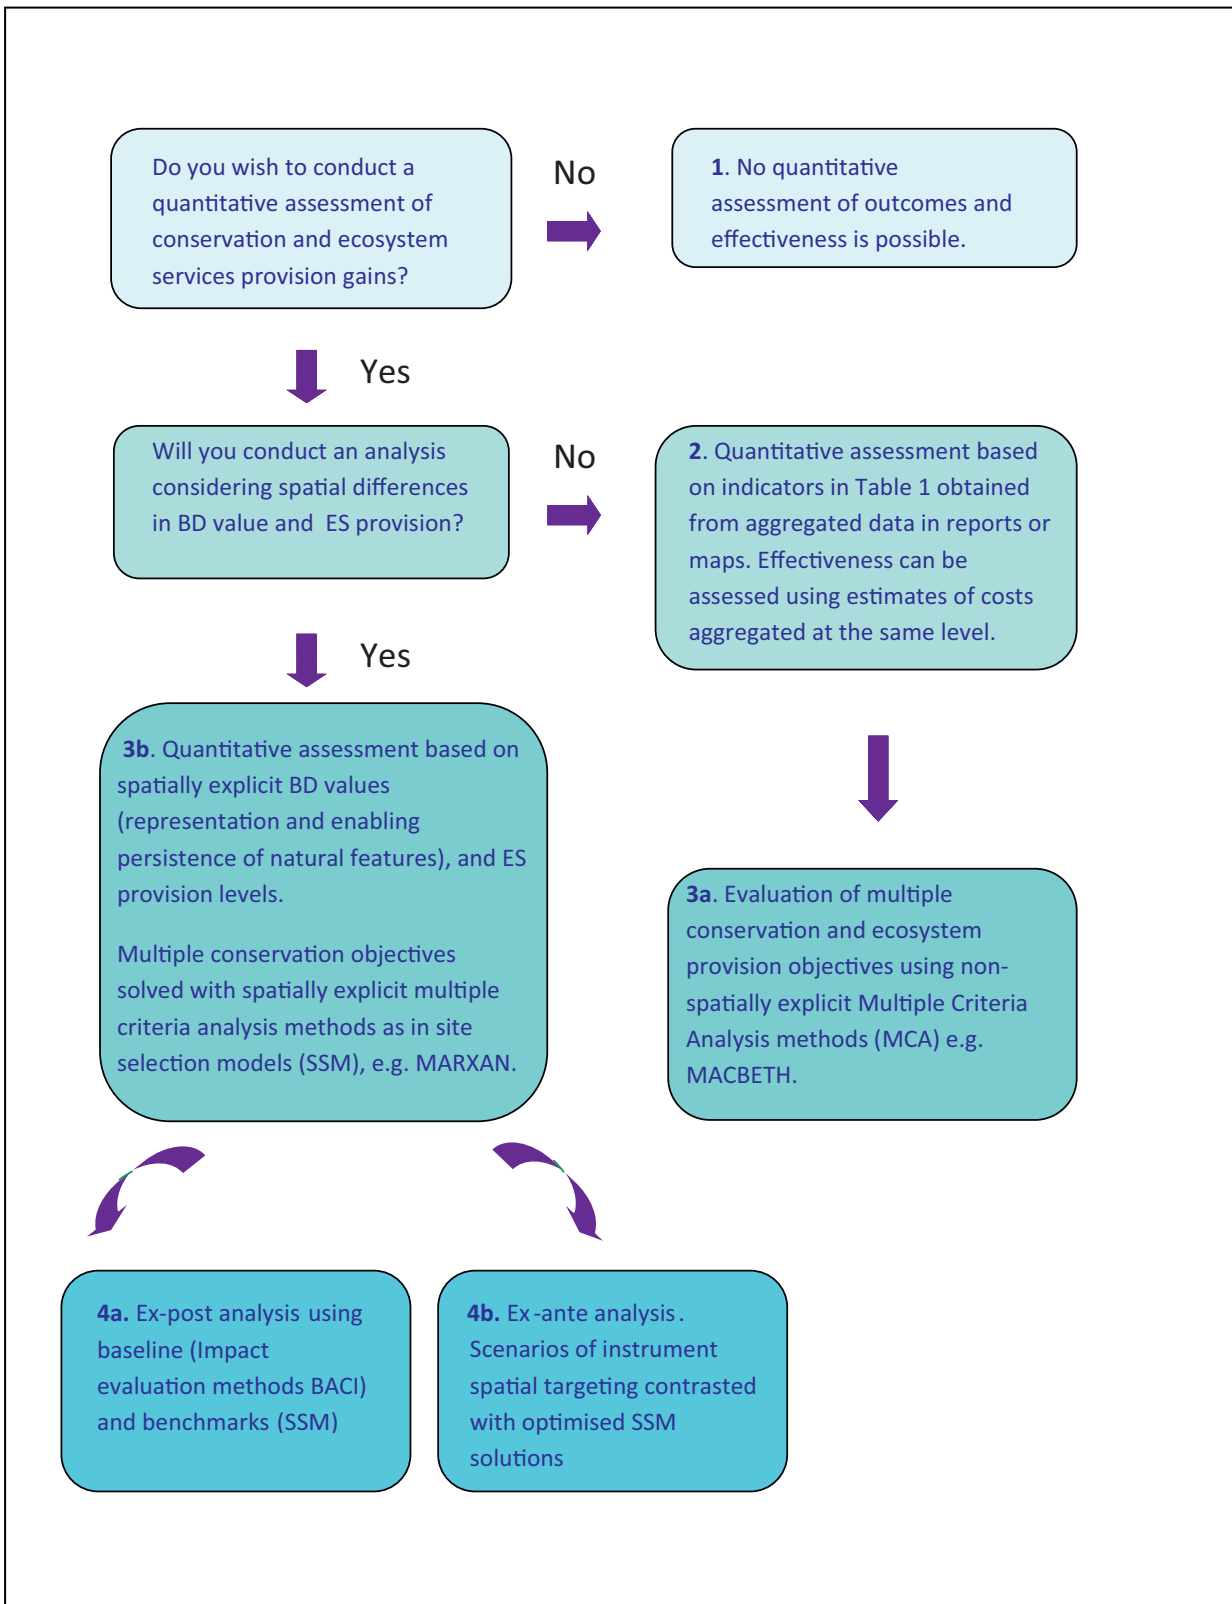 Do you wish to conduct a
quantitative assessment of
conservation and ecosystem
services provision gains?
No
1. No quantitative
assessment of outcomes and
effectiveness is possible.
Yes
Will you conduct an analysis
considering spatial differences
in BD value and ES provision?
No
2. Quantitative assessment based
on indicators in Table 1 obtained
from aggregated data in reports or
maps. Effectiveness can be
assessed using estimates of costs
aggregated at the same level.
Yes
3b. Quantitative assessment based on
spatially explicit BD values
(representation and enabling
persistence of natural features), and ES
provision levels.
Multiple conservation objectives
solved with spatially explicit multiple
criteria analysis methods as in site
selection models (SSM), e.g. MARXAN.
3a. Evaluation of multiple
conservation and ecosystem
provision objectives using non-
spatially explicit Multiple Criteria
Analysis methods (MCA) e.g.
MACBETH.
4a. Ex-post analysis using
baseline (Impact
evaluation methods BACI)
and benchmarks (SSM)
4b. Ex-ante analysis.
Scenarios of instrument
spatial targeting contrasted
with optimised SSM
solutions